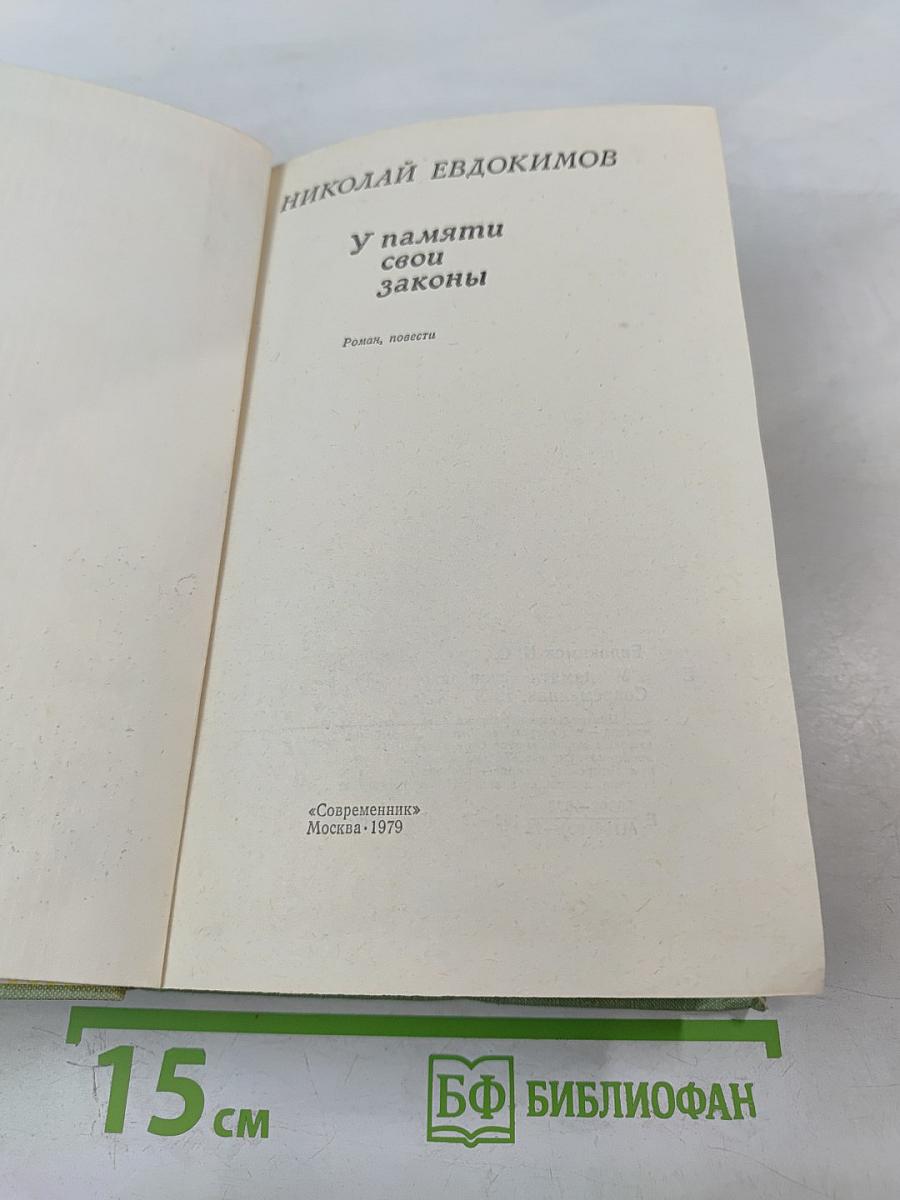 НИКОЛАЙ ЕВДОКИМОВ
У памяти
свои
законы
Роман, повести
«Современник»
Москва·1979
15 см
БФ БИБЛИОФАН